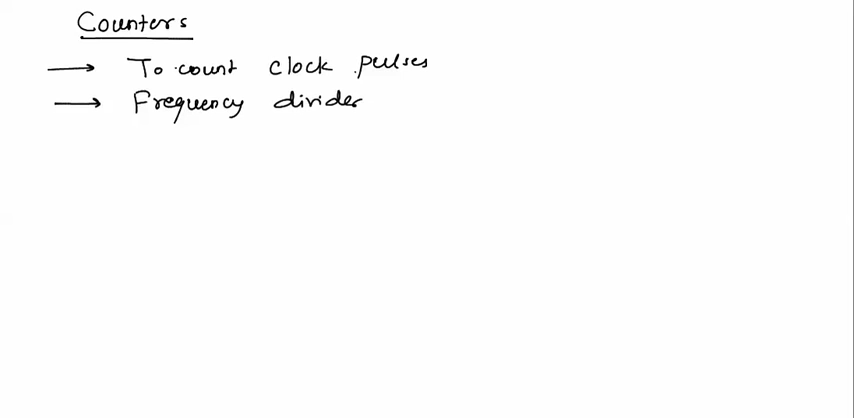 Counters
→ To count clock pulses
→ Frequency divider